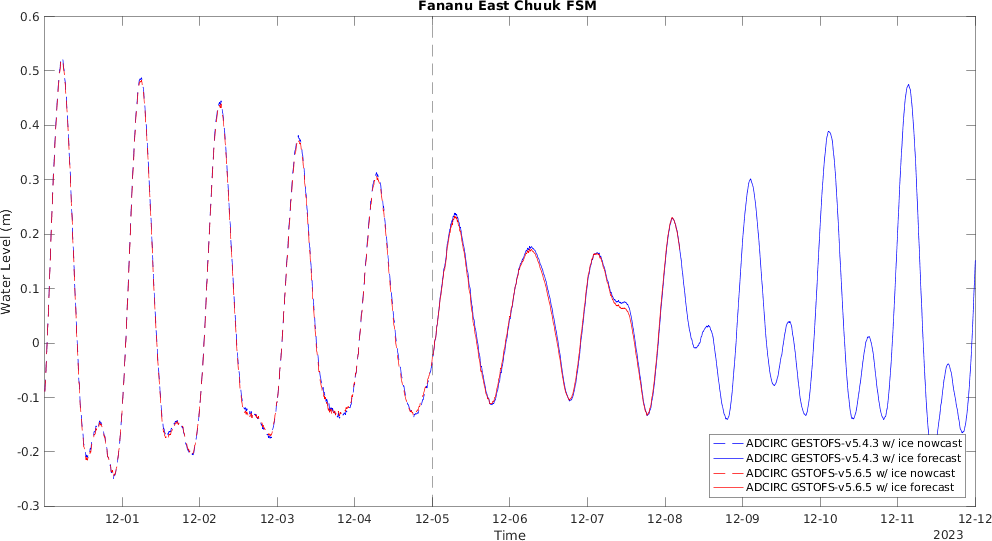 Fananu East Chuuk FSM
0.6
0.5
0.4
0.3
0.2
0.1
0
-0.1
-0.2
-0.3
Water Level (m)
12-01 12-02 12-03 12-04 12-05 12-06 12-07 12-08 12-09 12-10 12-11 12-12
Time
2023
ADCIRC GESTOFS-v5.4.3 w/ ice nowcast
ADCIRC GESTOFS-v5.4.3 w/ ice forecast
ADCIRC GSTOFS-v5.6.5 w/ ice nowcast
ADCIRC GSTOFS-v5.6.5 w/ ice forecast